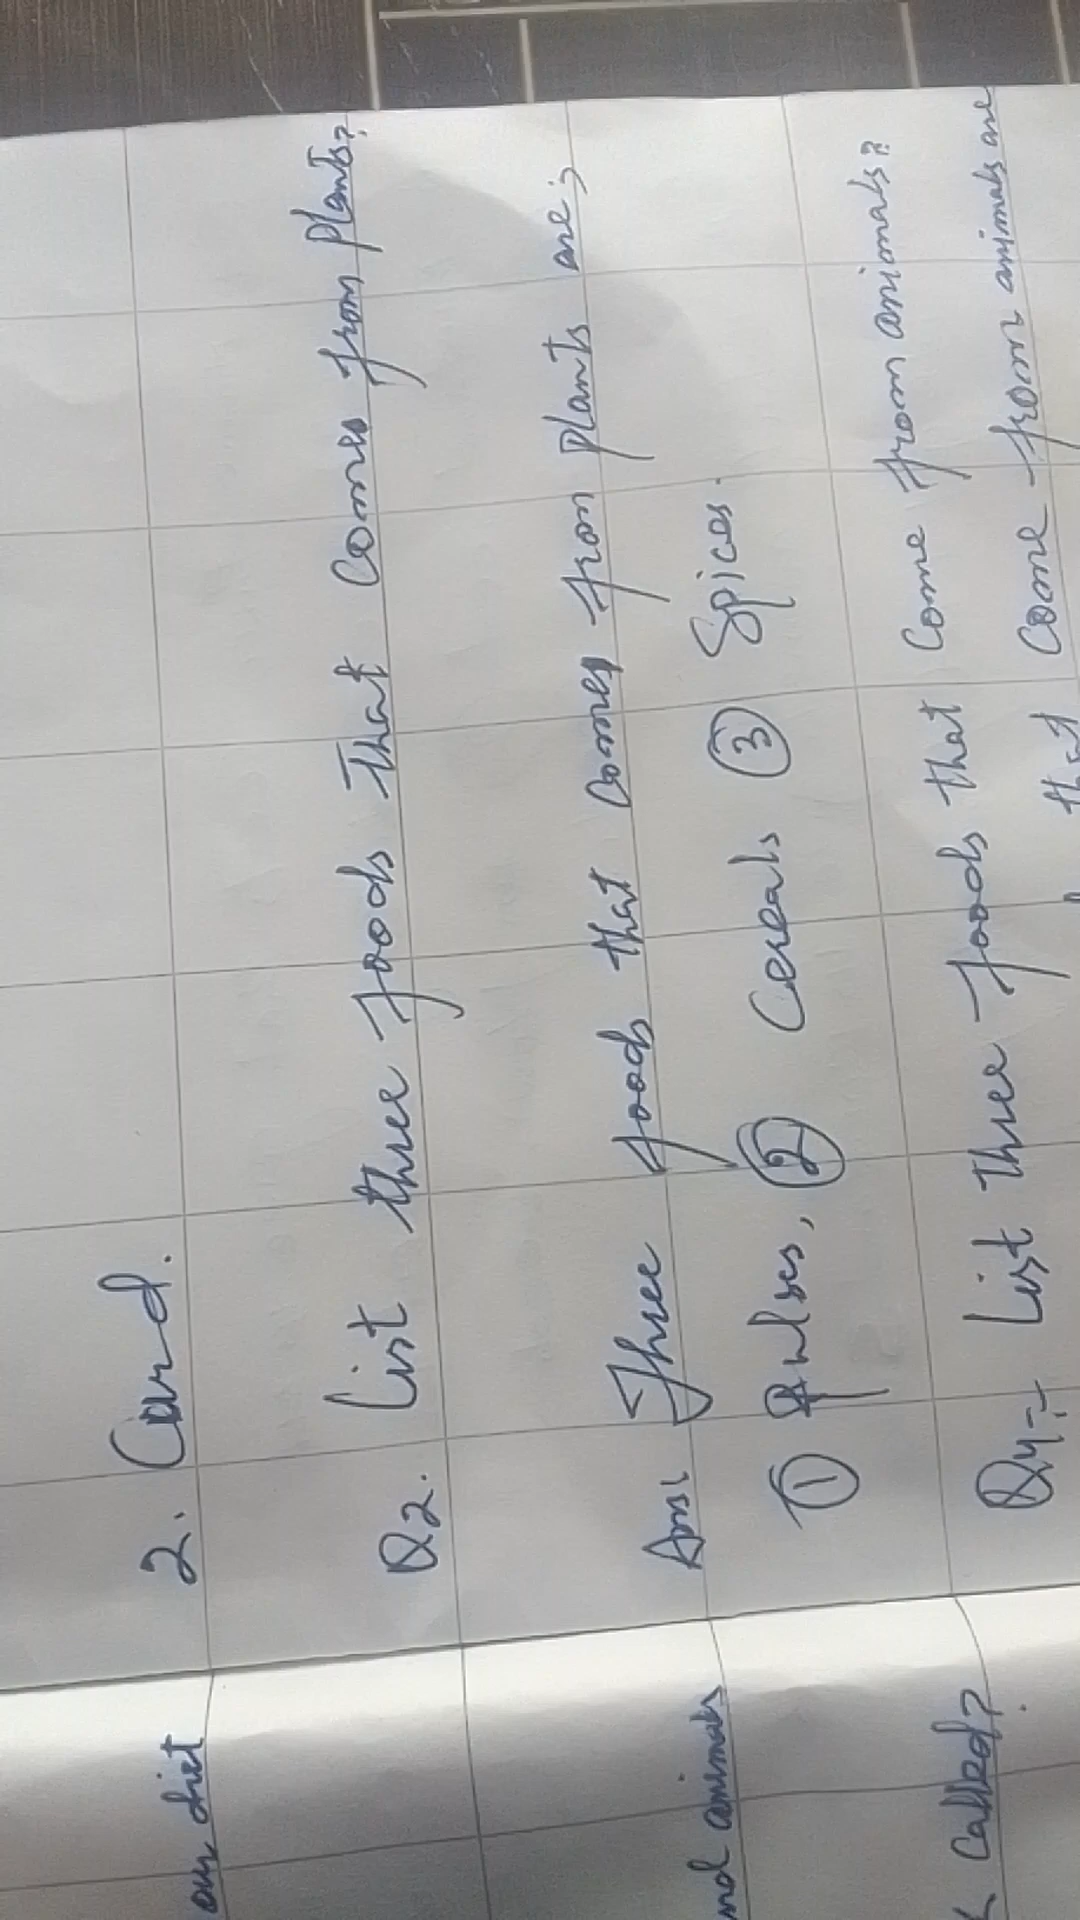 2. Curd.
Q2. List three foods That Comes from plants?
Ans. Three foods that comes from plants are;
① Pulses, ② Cereals ③ Spices.
Q4- List three foods that Come from animals?
that come from animals are
our diet
and animals
Called?